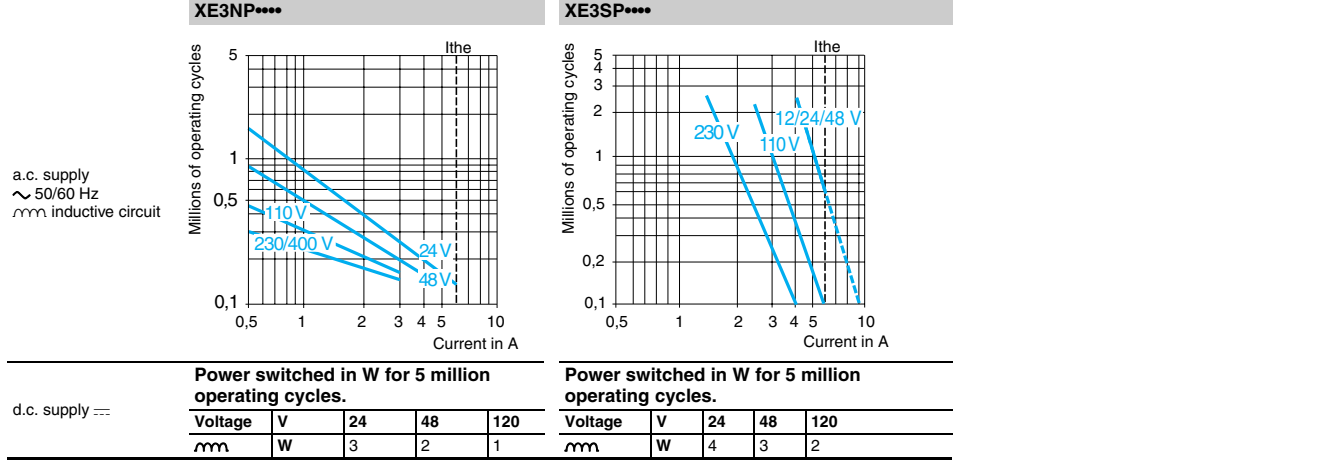 XE3NP••••
XE3SP••••
a.c. supply
50/60 Hz
inductive circuit
Millions of operating cycles
5
1
0,5
0,1
Ithe
110 V
230/400 V
24 V
48 V
0,5 1 2 3 4 5 10
Current in A
Millions of operating cycles
5
4
3
2
1
0,5
0,2
0,1
Ithe
230 V
110 V
12/24/48 V
0,5 1 2 3 4 5 10
Current in A
d.c. supply
Power switched in W for 5 million
operating cycles.
Voltage V 24 48 120
W 3 2 1
Power switched in W for 5 million
operating cycles.
Voltage V 24 48 120
W 4 3 2